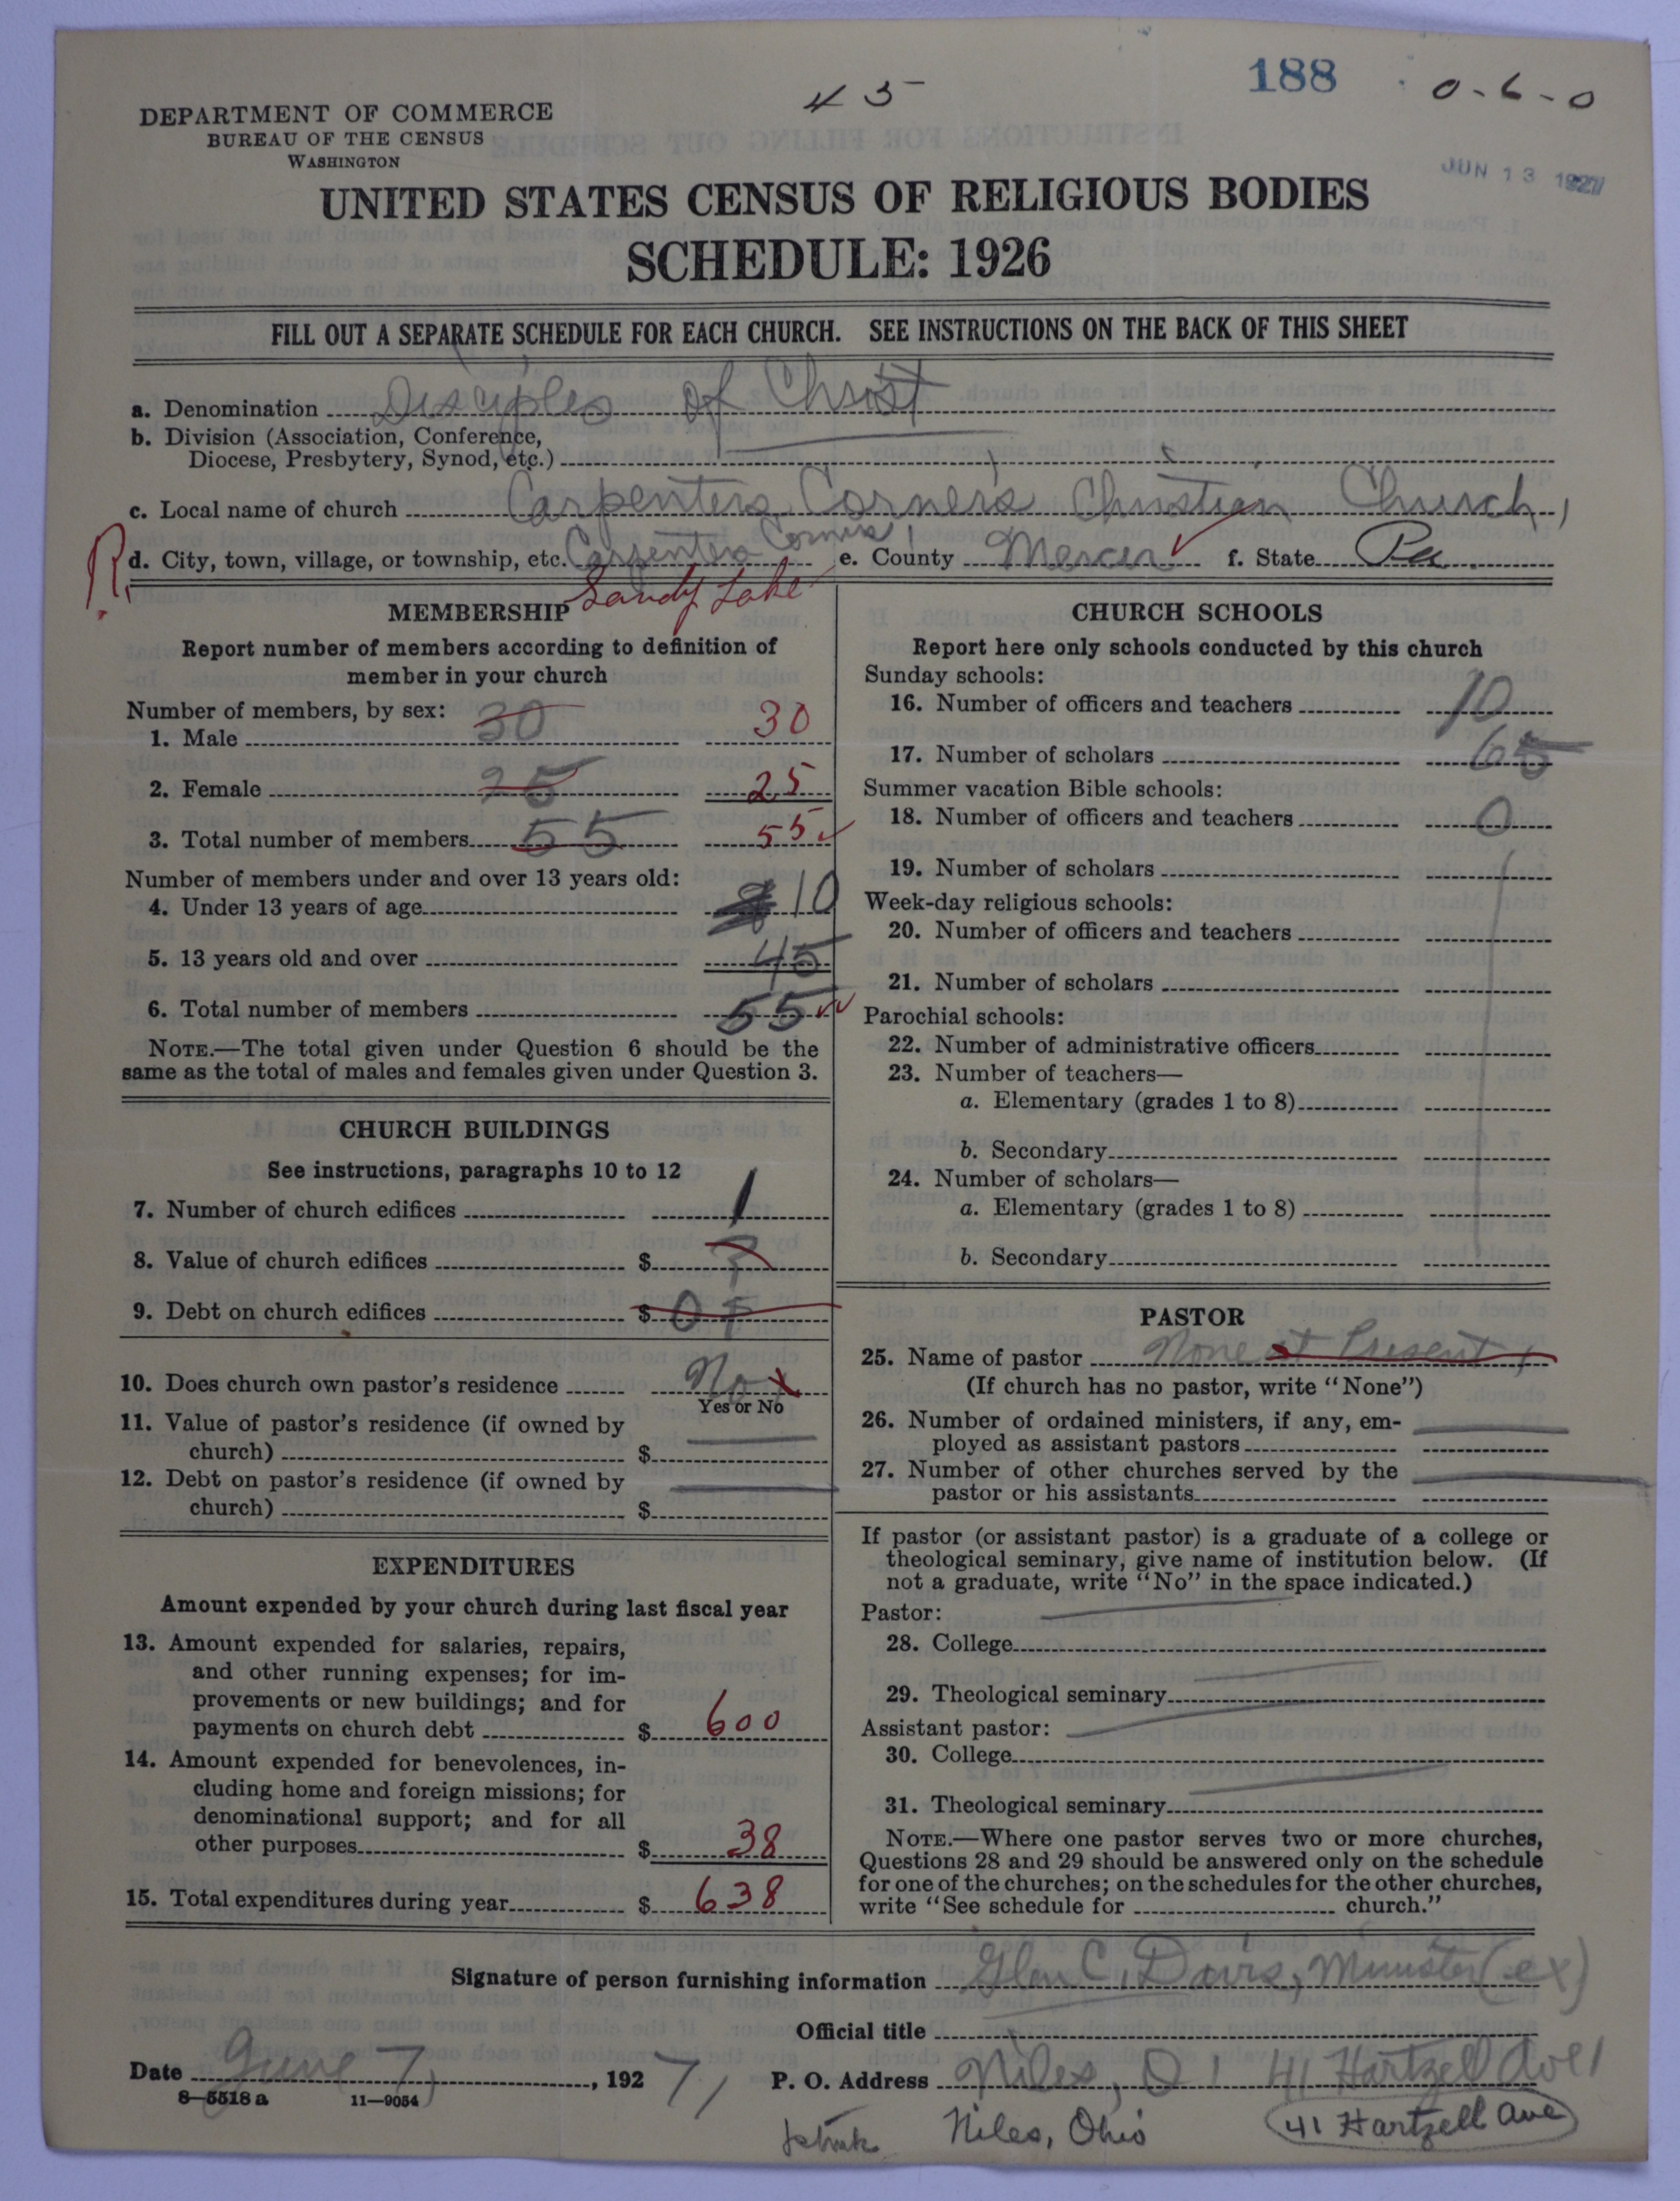 45
188
0-6-0
JUN 13 1927
DEPARTMENT OF COMMERCE
BUREAU OF THE CENSUS
WASHINGTON
UNITED STATES CENSUS OF RELIGIOUS BODIES
SCHEDULE: 1926
FILL OUT A SEPARATE SCHEDULE FOR EACH CHURCH. SEE INSTRUCTIONS ON THE BACK OF THIS SHEET
a. Denomination Disciples of Christ
b. Division (Association, Conference,
Diocese, Presbytery, Synod, etc.)
c. Local name of church Carpenters Corners Christian Church,
R. d. City, town, village, or township, etc. Carpenters Corners e. County Mercer f. State Pa.
Sandy Lake
MEMBERSHIP
Report number of members according to definition of
member in your church
Number of members, by sex:
1. Male 30 30
2. Female 25 25
3. Total number of members 55 55
Number of members under and over 13 years old:
4. Under 13 years of age 10
5. 13 years old and over 45
6. Total number of members 55
NOTE.—The total given under Question 6 should be the
same as the total of males and females given under Question 3.
CHURCH BUILDINGS
See instructions, paragraphs 10 to 12
7. Number of church edifices 1
8. Value of church edifices $ ?
9. Debt on church edifices $ 0
10. Does church own pastor's residence No
Yes or No
11. Value of pastor's residence (if owned by
church) $
12. Debt on pastor's residence (if owned by
church) $
EXPENDITURES
Amount expended by your church during last fiscal year
13. Amount expended for salaries, repairs,
and other running expenses; for im-
provements or new buildings; and for
payments on church debt $ 600
14. Amount expended for benevolences, in-
cluding home and foreign missions; for
denominational support; and for all
other purposes $ 38
15. Total expenditures during year $ 638
CHURCH SCHOOLS
Report here only schools conducted by this church
Sunday schools:
16. Number of officers and teachers 10
17. Number of scholars 65
Summer vacation Bible schools:
18. Number of officers and teachers 0
19. Number of scholars
Week-day religious schools:
20. Number of officers and teachers
21. Number of scholars
Parochial schools:
22. Number of administrative officers
23. Number of teachers—
a. Elementary (grades 1 to 8)
b. Secondary
24. Number of scholars—
a. Elementary (grades 1 to 8)
b. Secondary
PASTOR
25. Name of pastor None at Present,
(If church has no pastor, write "None")
26. Number of ordained ministers, if any, em-
ployed as assistant pastors
27. Number of other churches served by the
pastor or his assistants
If pastor (or assistant pastor) is a graduate of a college or
theological seminary, give name of institution below. (If
not a graduate, write "No" in the space indicated.)
Pastor:
28. College
29. Theological seminary
Assistant pastor:
30. College
31. Theological seminary
NOTE.—Where one pastor serves two or more churches,
Questions 28 and 29 should be answered only on the schedule
for one of the churches; on the schedules for the other churches,
write "See schedule for church."
Signature of person furnishing information Glen C. Davis, Minister (ex)
Official title
Date June 7, 1927, P. O. Address Niles, O. 41 Hartzell Ave
8-5518 a 11-9054
Niles, Ohio 41 Hartzell Ave